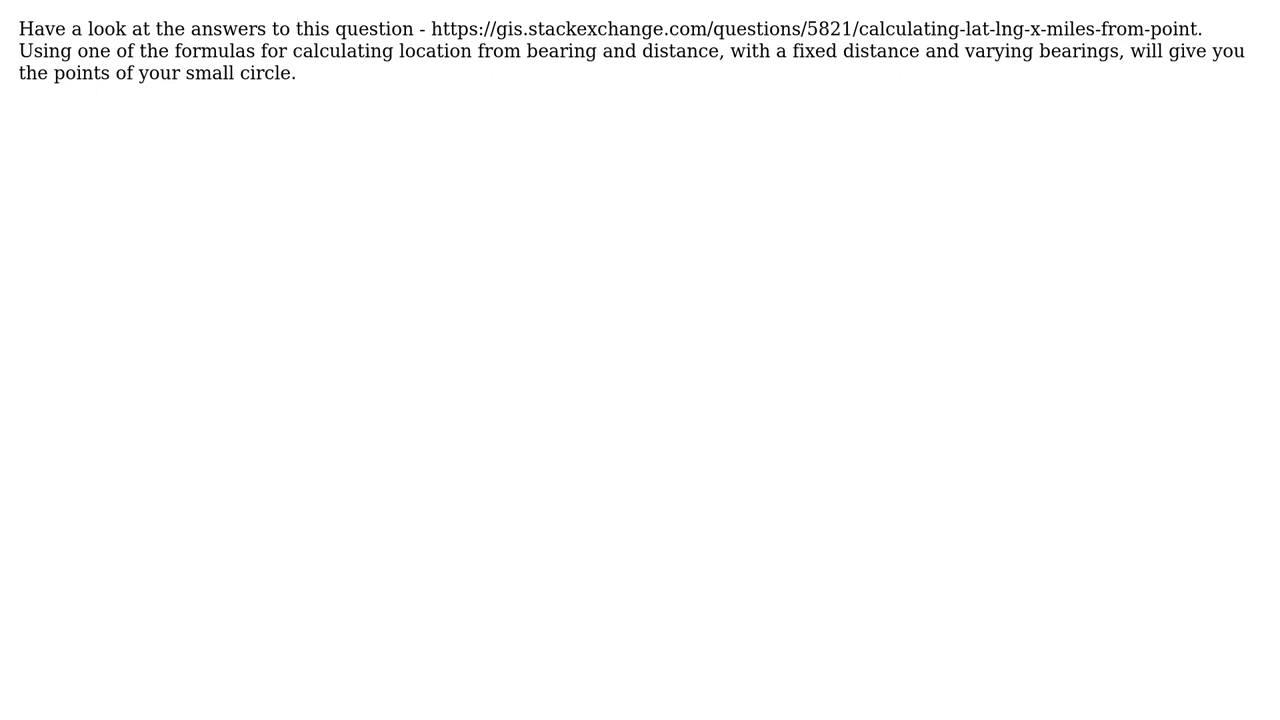 Have a look at the answers to this question - https://gis.stackexchange.com/questions/5821/calculating-lat-lng-x-miles-from-point.
Using one of the formulas for calculating location from bearing and distance, with a fixed distance and varying bearings, will give you
the points of your small circle.